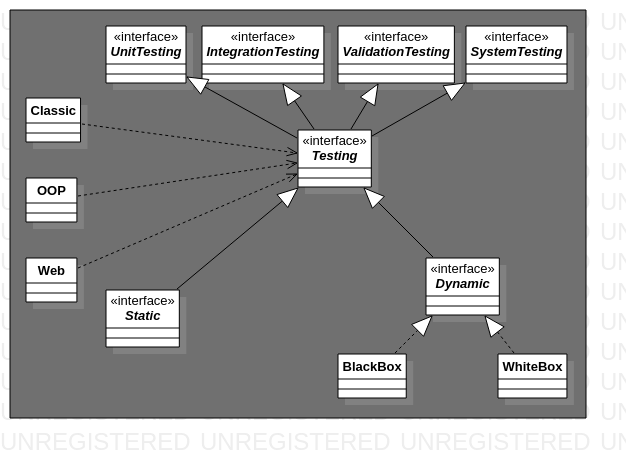 «interface»
UnitTesting
«interface»
IntegrationTesting
«interface»
ValidationTesting
«interface»
SystemTesting
Classic
«interface»
Testing
OOP
Web
«interface»
Dynamic
«interface»
Static
BlackBox
WhiteBox
UNREGISTERED UNREGISTERED UNREGISTERED UN